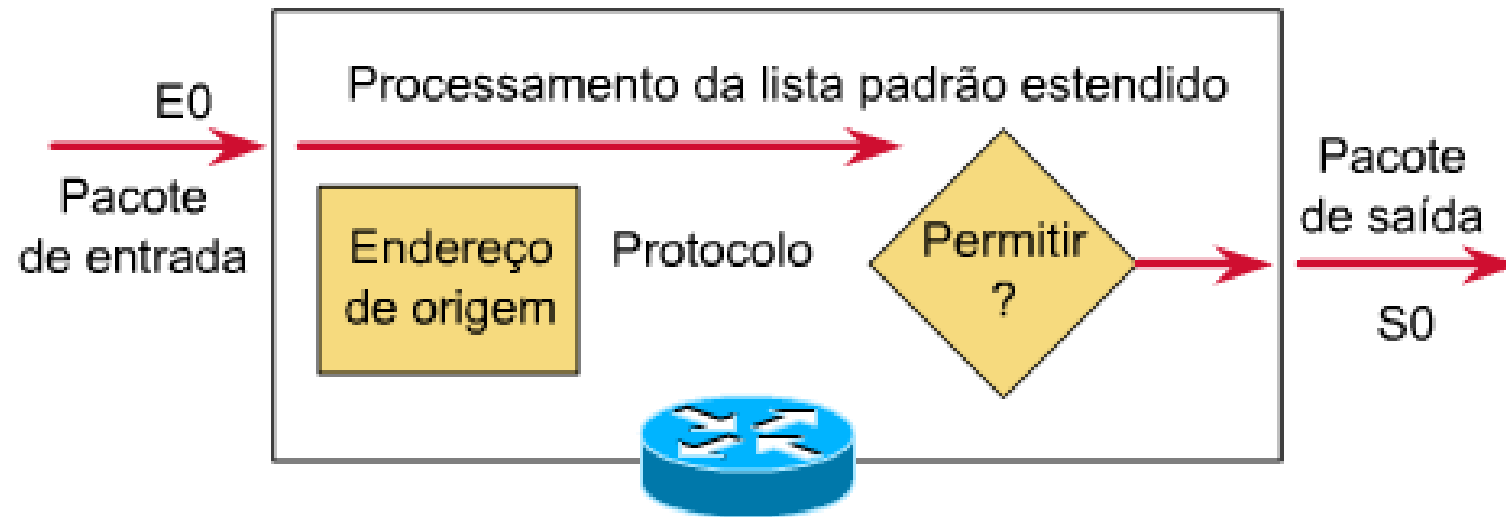 E0
Pacote
de entrada
Processamento da lista padrão estendido
Endereço
de origem
Protocolo
Permitir
?
Pacote
de saída
S0